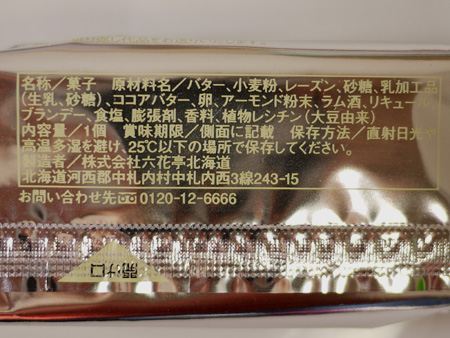 名称／菓子　原材料名／バター、小麦粉、レーズン、砂糖、乳加工品
(生乳、砂糖)、ココアバター、卵、アーモンド粉末、ラム酒、リキュール、
ブランデー、食塩、膨張剤、香料、植物レシチン(大豆由来)
内容量／1個　賞味期限／側面に記載　保存方法／直射日光や
高温多湿を避け、25℃以下の場所で保存してください。
製造者／株式会社六花亭北海道
北海道河西郡中札内村中札内西3線243-15
お問い合わせ先 0120-12-6666
開け口